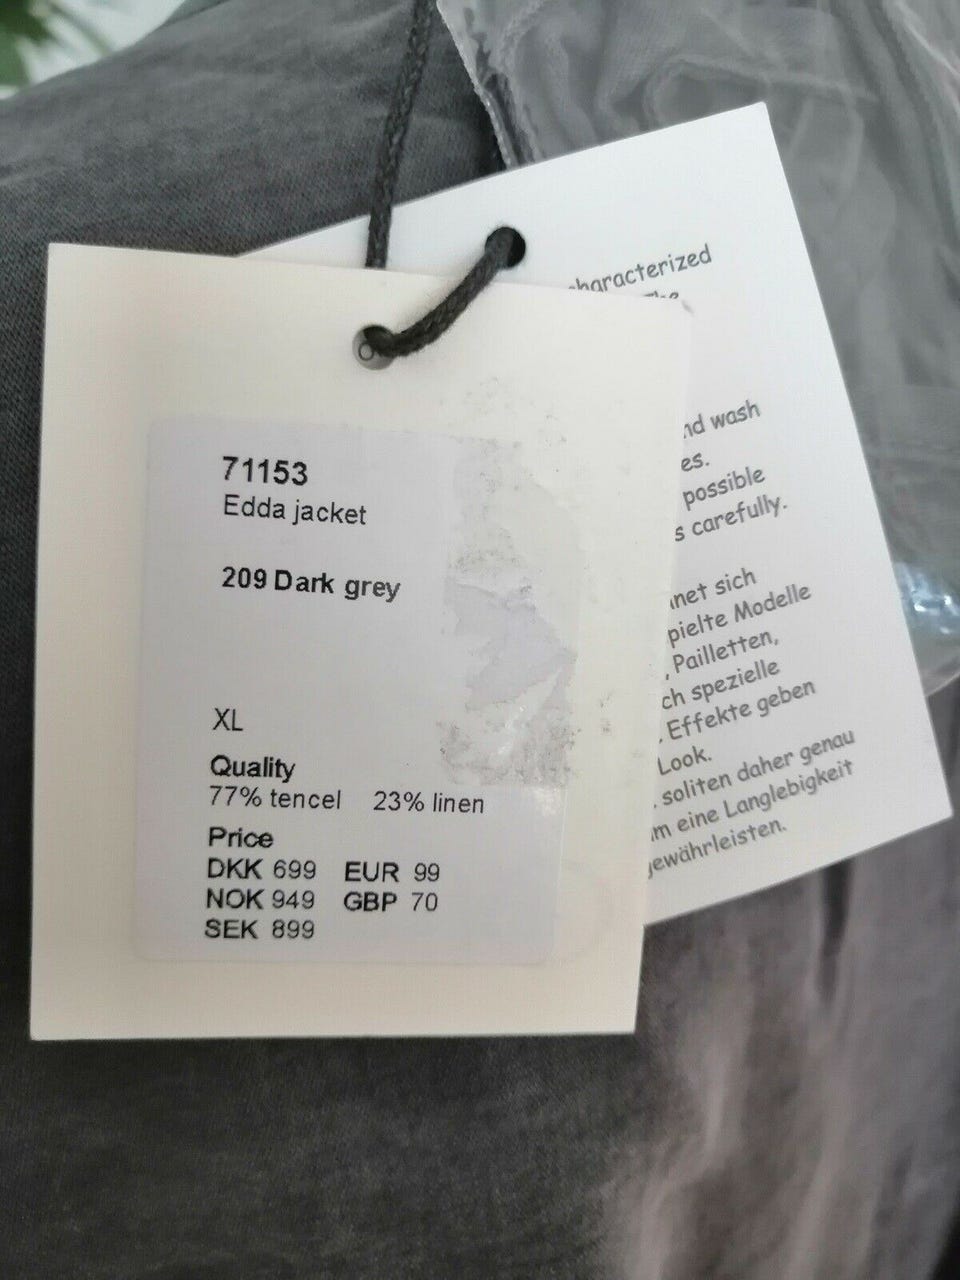 71153
Edda jacket
209 Dark grey
XL
Quality
77% tencel 23% linen
Price
DKK 699 EUR 99
NOK 949 GBP 70
SEK 899
characterized
The
wash
es.
possible
s carefully.
net sich
pielte Modelle
, Pailletten,
ch spezielle
. Effekte geben
Look.
. soliten daher genau
m eine Langlebigkeit
gewährleisten.